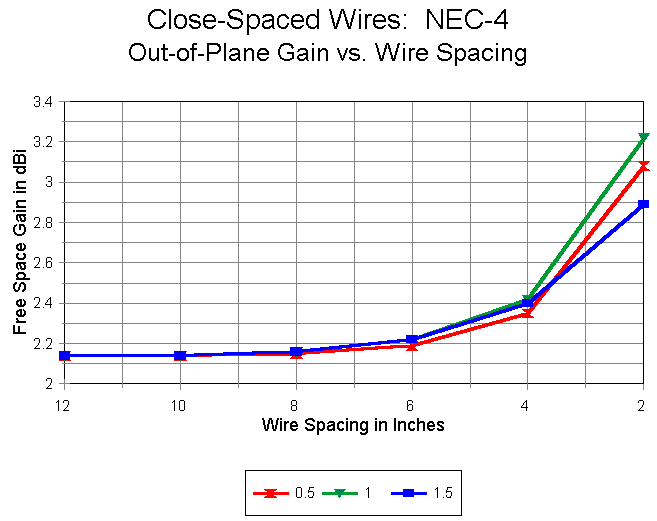 Close-Spaced Wires:  NEC-4
Out-of-Plane Gain vs. Wire Spacing
Free Space Gain in dBi
3.4
3.2
3
2.8
2.6
2.4
2.2
2
12 10 8 6 4 2
Wire Spacing in Inches
0.5 1 1.5